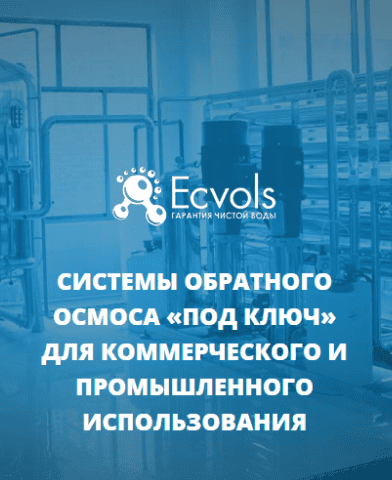 Ecvols
ГАРАНТИЯ ЧИСТОЙ ВОДЫ
СИСТЕМЫ ОБРАТНОГО
ОСМОСА «ПОД КЛЮЧ»
ДЛЯ КОММЕРЧЕСКОГО И
ПРОМЫШЛЕННОГО
ИСПОЛЬЗОВАНИЯ